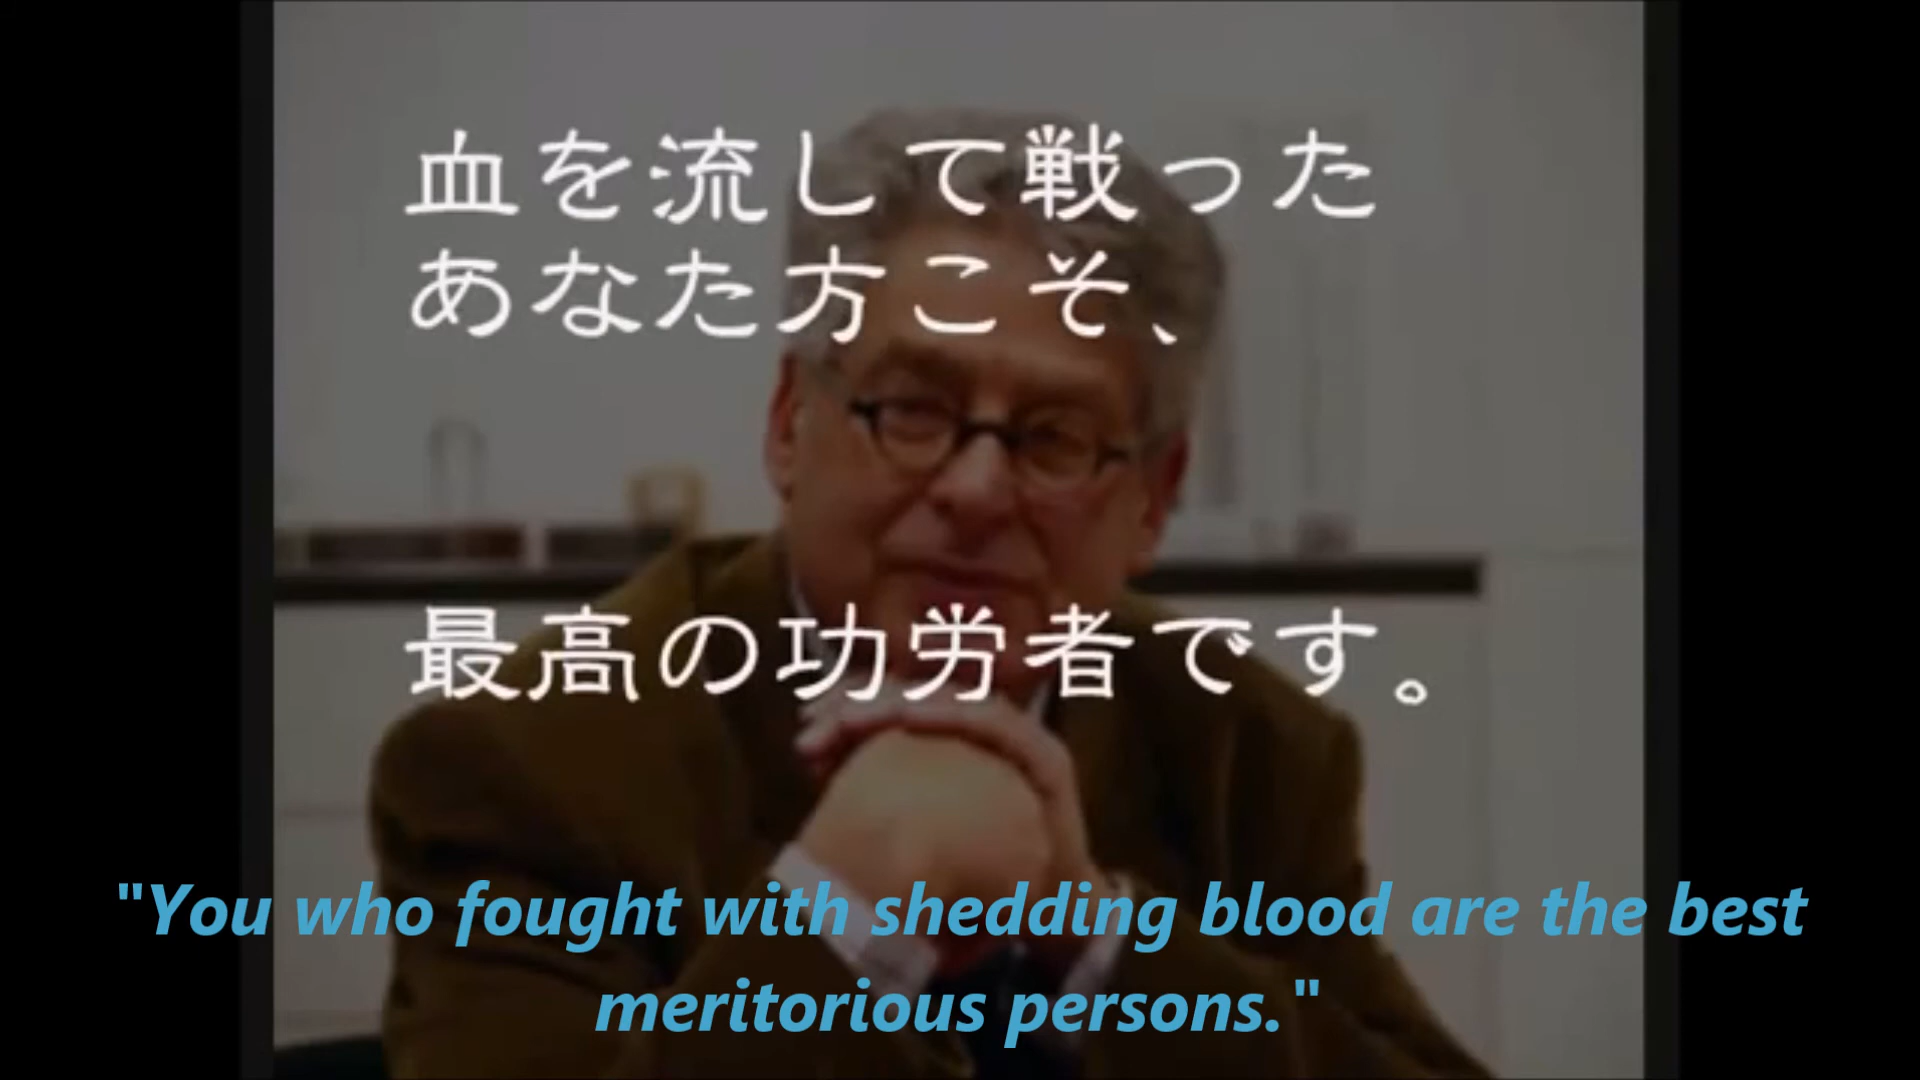 血を流して戦った
あなた方こそ、
最高の功労者です。
"You who fought with shedding blood are the best
meritorious persons."